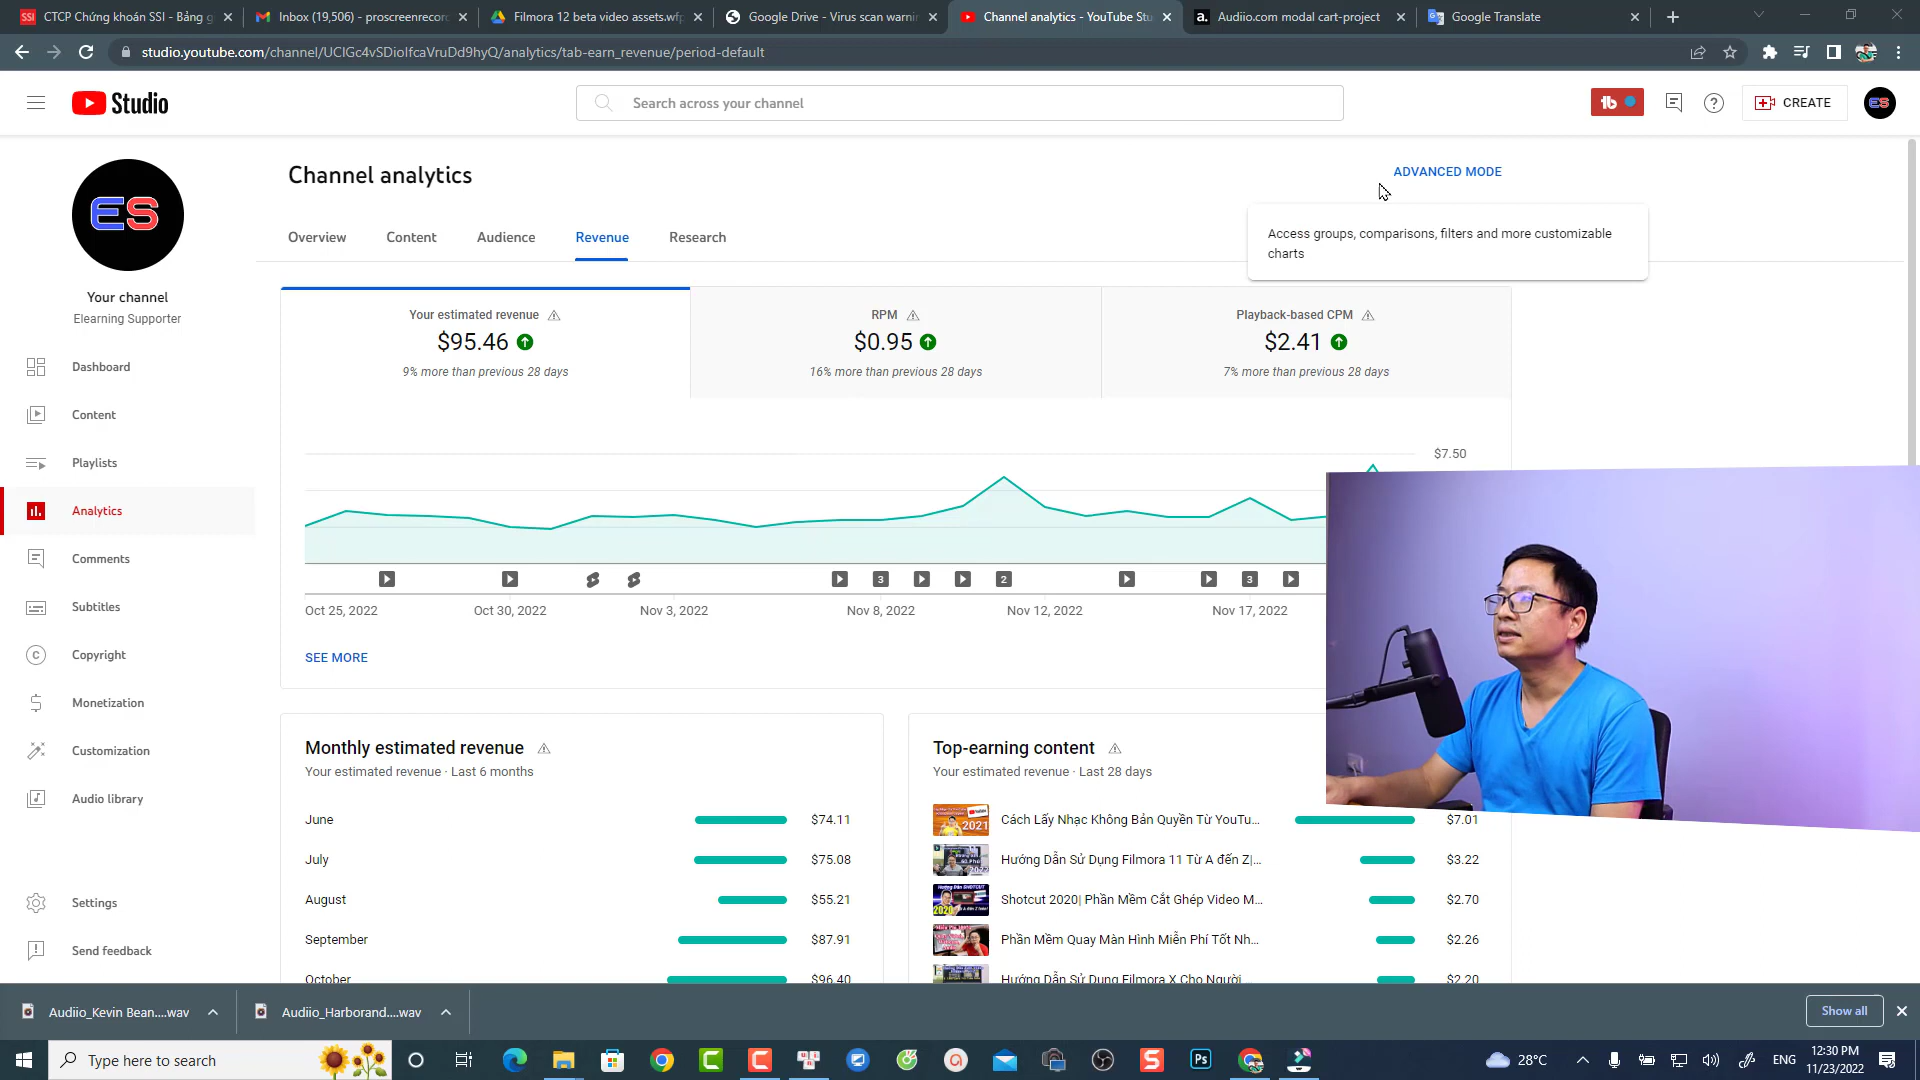 CTCP Chứng khoán SSI - Bảng g
Inbox (19,506) - proscreenrecor
Filmora 12 beta video assets.wfp
Google Drive - Virus scan warnin
Channel analytics - YouTube Stu
Audiio.com modal cart-project
Google Translate
studio.youtube.com/channel/UCIGc4vSDioIfcaVruDd9hyQ/analytics/tab-earn_revenue/period-default
Studio
Search across your channel
CREATE
ES
ES
Your channel
Elearning Supporter
Dashboard
Content
Playlists
Analytics
Comments
Subtitles
Copyright
Monetization
Customization
Audio library
Settings
Send feedback
Channel analytics
ADVANCED MODE
Access groups, comparisons, filters and more customizable
charts
Overview
Content
Audience
Revenue
Research
Your estimated revenue
$95.46
9% more than previous 28 days
RPM
$0.95
16% more than previous 28 days
Playback-based CPM
$2.41
7% more than previous 28 days
$7.50
3
2
3
Oct 25, 2022
Oct 30, 2022
Nov 3, 2022
Nov 8, 2022
Nov 12, 2022
Nov 17, 2022
SEE MORE
Monthly estimated revenue
Your estimated revenue · Last 6 months
June $74.11
July $75.08
August $55.21
September $87.91
October $96.40
Top-earning content
Your estimated revenue · Last 28 days
Cách Lấy Nhạc Không Bản Quyền Từ YouTu... $7.01
Hướng Dẫn Sử Dụng Filmora 11 Từ A đến Z|... $3.22
Shotcut 2020| Phần Mềm Cắt Ghép Video M... $2.70
Phần Mềm Quay Màn Hình Miễn Phí Tốt Nh... $2.26
Hướng Dẫn Sử Dụng Filmora X Cho Người... $2.20
Audiio_Kevin Bean....wav
Audiio_Harborand....wav
Show all
Type here to search
28°C
ENG
12:30 PM
11/23/2022